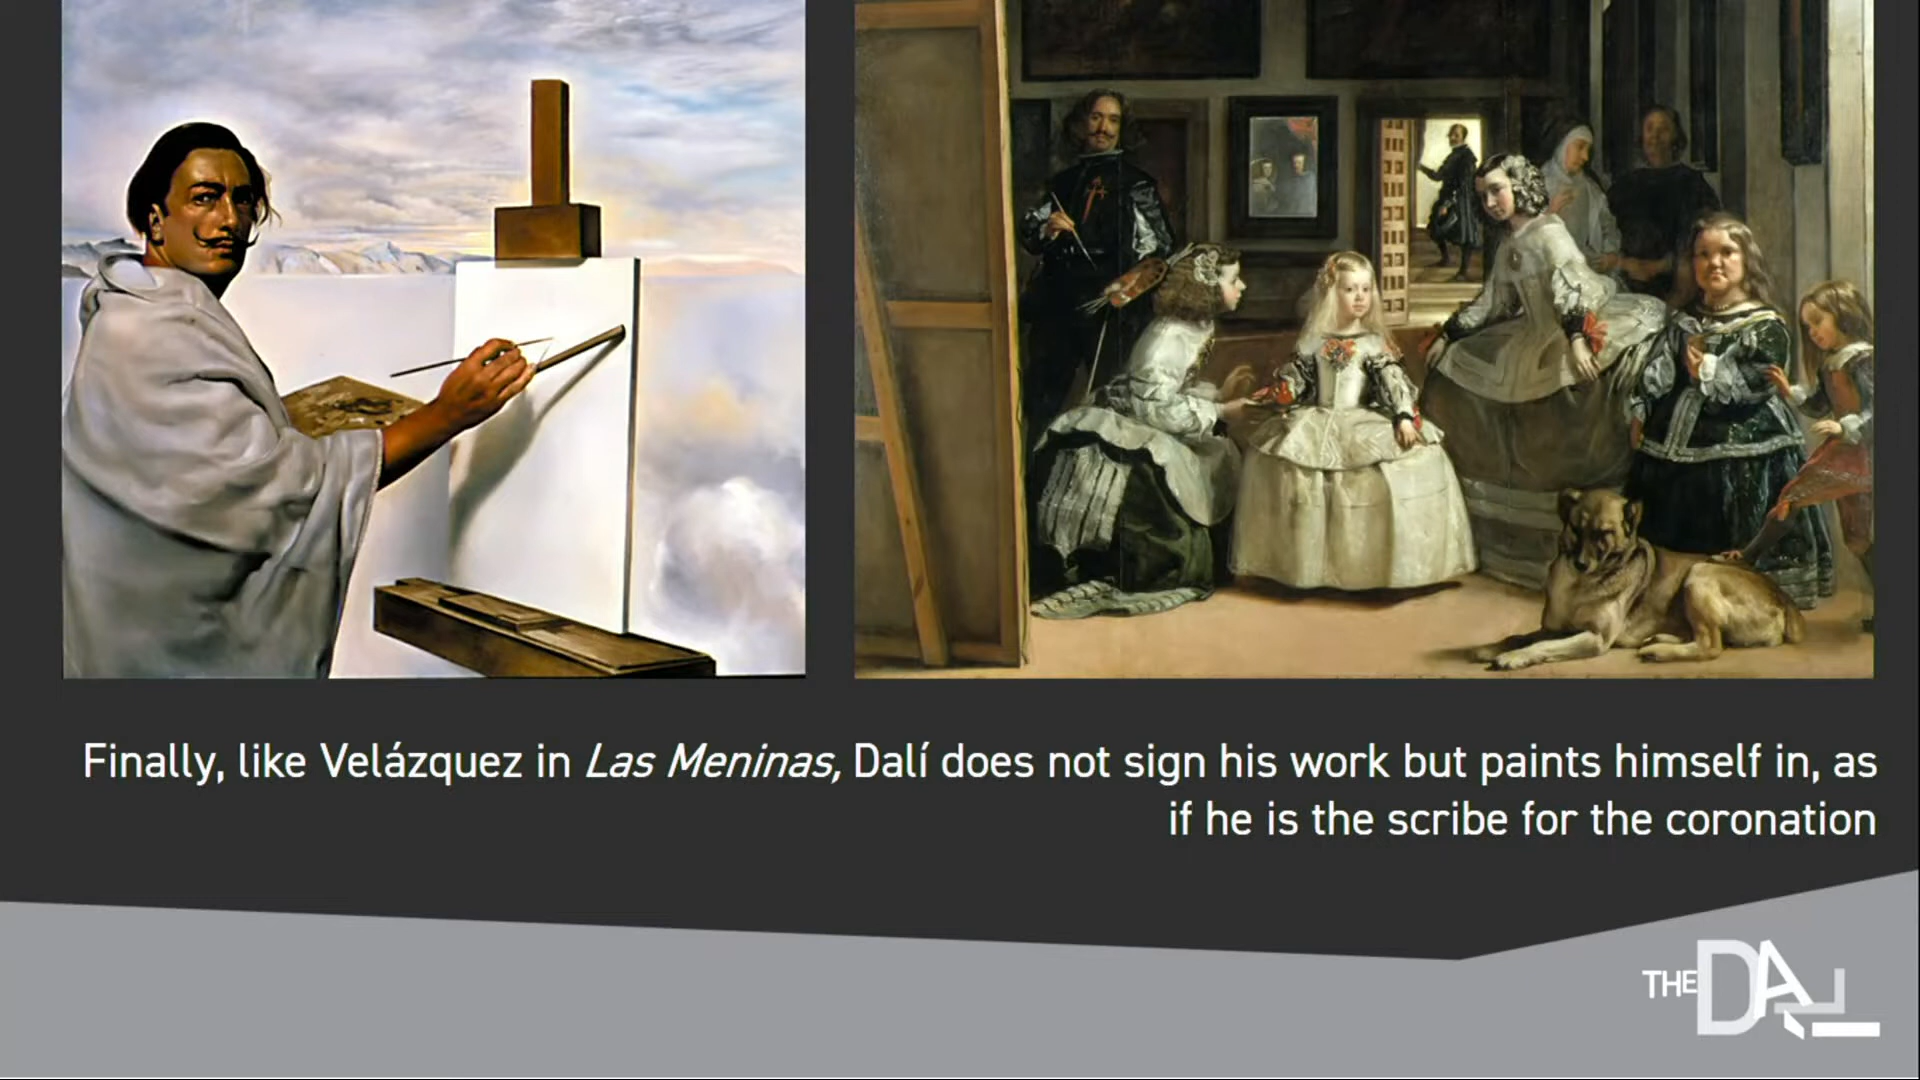 Finally, like Velázquez in Las Meninas, Dalí does not sign his work but paints himself in, as
if he is the scribe for the coronation
THE DALÍ